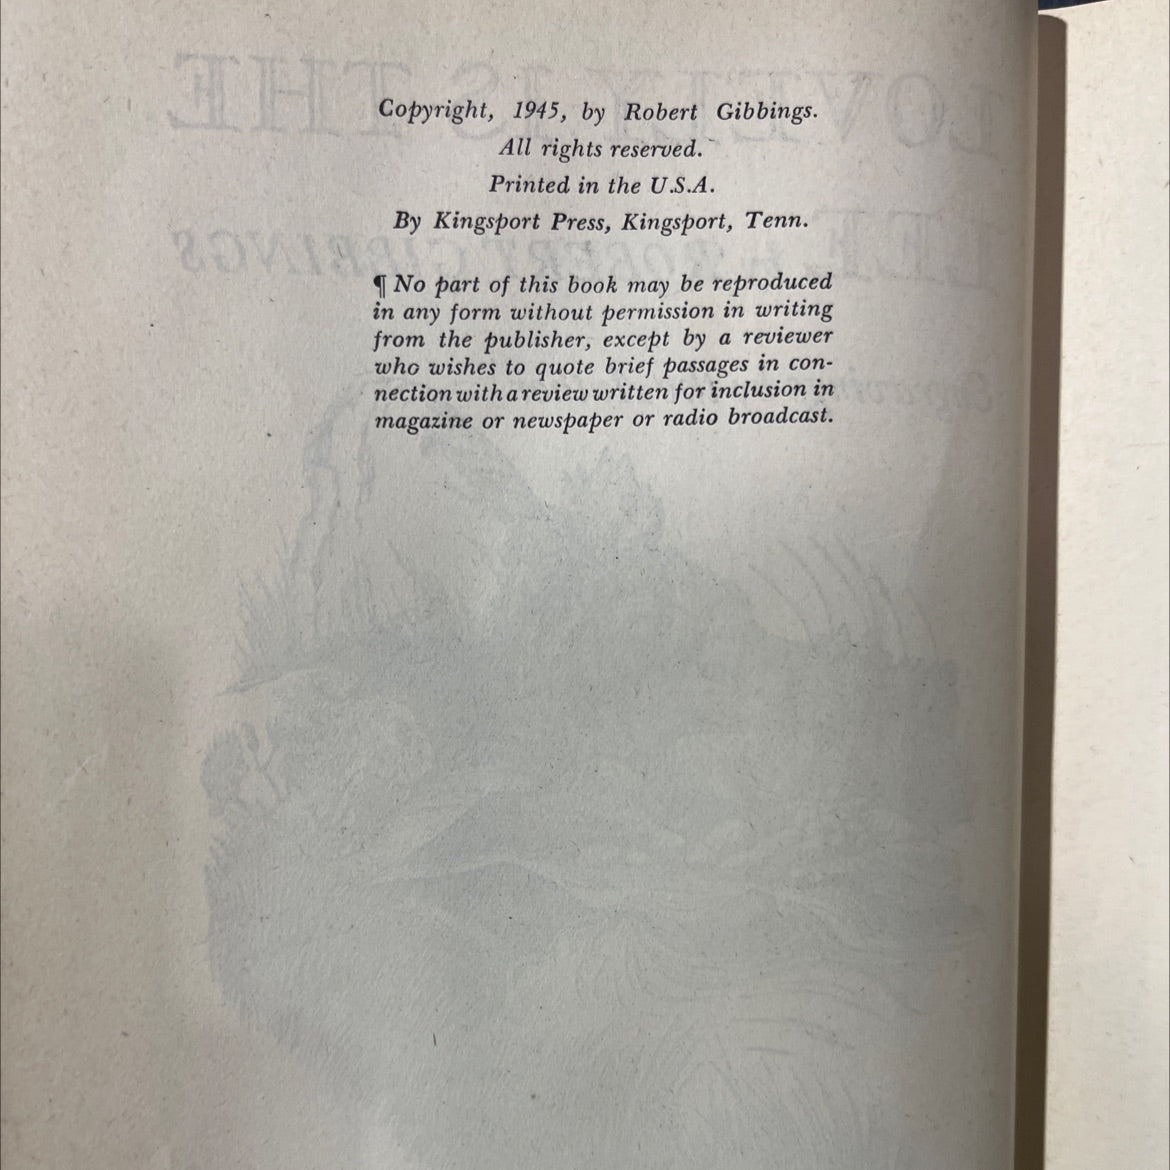 Copyright, 1945, by Robert Gibbings.
All rights reserved.
Printed in the U.S.A.
By Kingsport Press, Kingsport, Tenn.
¶ No part of this book may be reproduced
in any form without permission in writing
from the publisher, except by a reviewer
who wishes to quote brief passages in con-
nection with a review written for inclusion in
magazine or newspaper or radio broadcast.